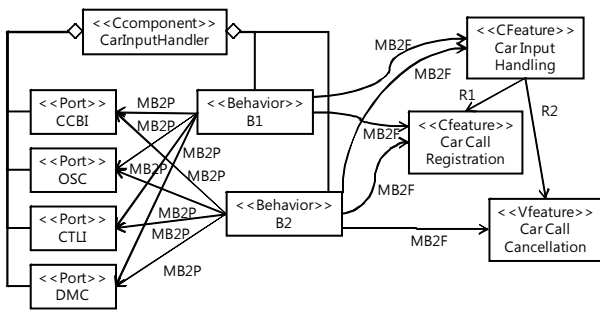 <<Ccomponent>>
CarInputHandler
<<CFeature>>
Car Input
Handling
MB2F
MB2F
<<Port>>
CCBI
MB2P
MB2P
<<Behavior>>
B1
R1
R2
MB2F
<<Cfeature>>
Car Call
Registration
MB2P
<<Port>>
OSC
MB2P
MB2P
MB2F
<<Behavior>>
B2
<<Port>>
CTLI
MB2P
MB2P
MB2F
<<Vfeature>>
Car Call
Cancellation
<<Port>>
DMC
MB2P